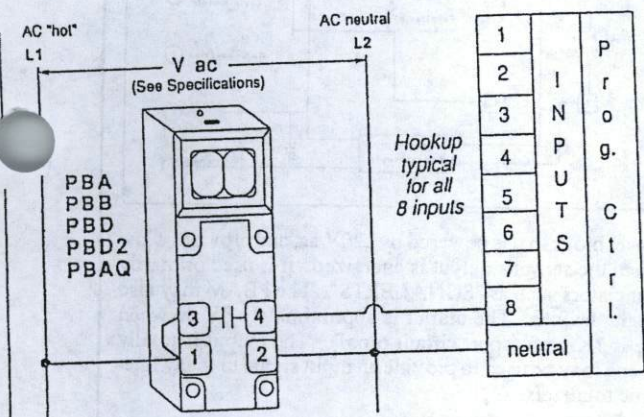 AC "hot"
L1
AC neutral
L2
V ac
(See Specifications)
PBA
PBB
PBD
PBD2
PBAQ
Hookup
typical
for all
8 inputs
3 4
1 2
1
2
3
4
5
6
7
8
INPUTS
Prog. Ctrl.
neutral